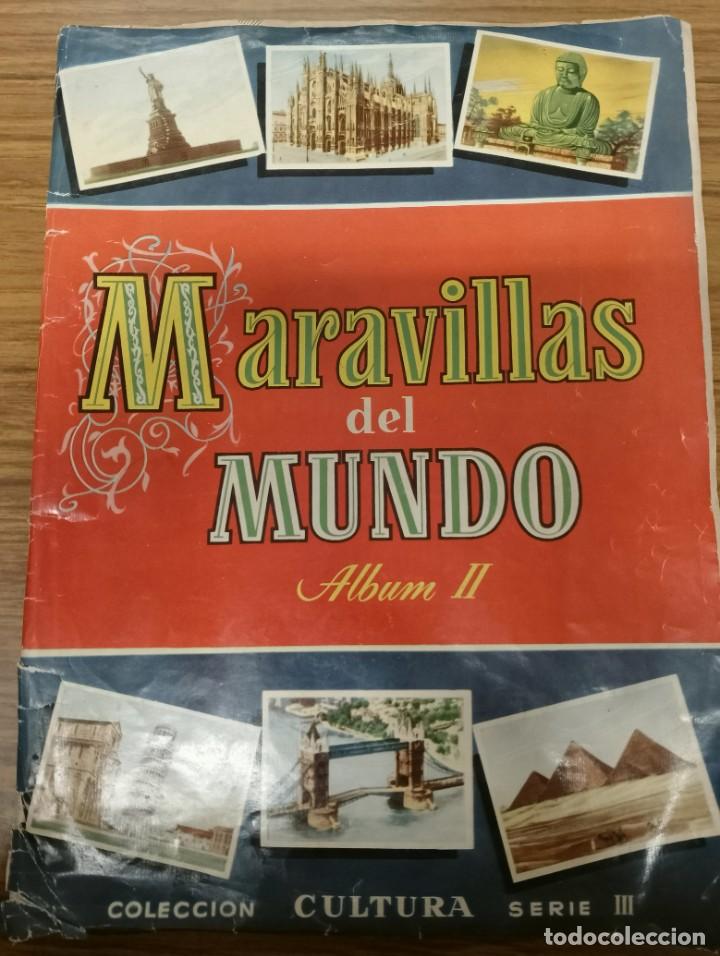 Maravillas
del
MUNDO
Album II
COLECCION CULTURA SERIE III
todocoleccion